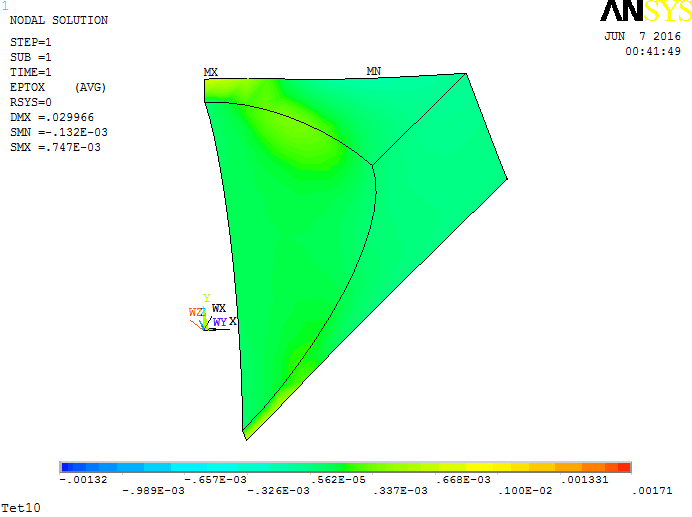 1
ANSYS
JUN 7 2016
00:41:49
NODAL SOLUTION
STEP=1
SUB =1
TIME=1
EPTOX (AVG)
RSYS=0
DMX =.029966
SMN =-.132E-03
SMX =.747E-03
MX
MN
Y
WX
WZ
WY X
-.00132 -.657E-03 .562E-05 .668E-03 .001331
-.989E-03 -.326E-03 .337E-03 .100E-02 .00171
Tet10